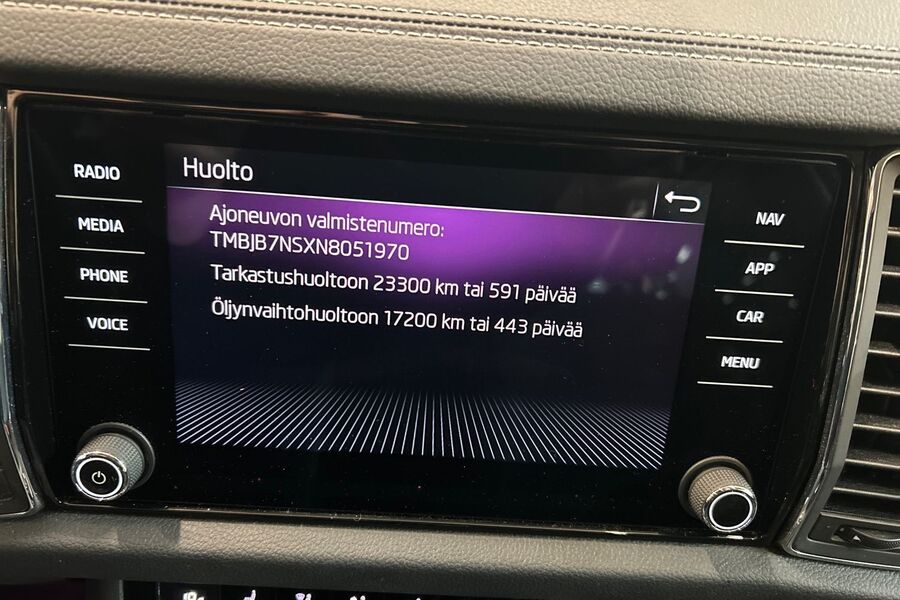 RADIO
MEDIA
PHONE
VOICE
Huolto
Ajoneuvon valmistenumero:
TMBJB7NSXN8051970
Tarkastushuoltoon 23300 km tai 591 päivää
Öljynvaihtohuoltoon 17200 km tai 443 päivää
NAV
APP
CAR
MENU